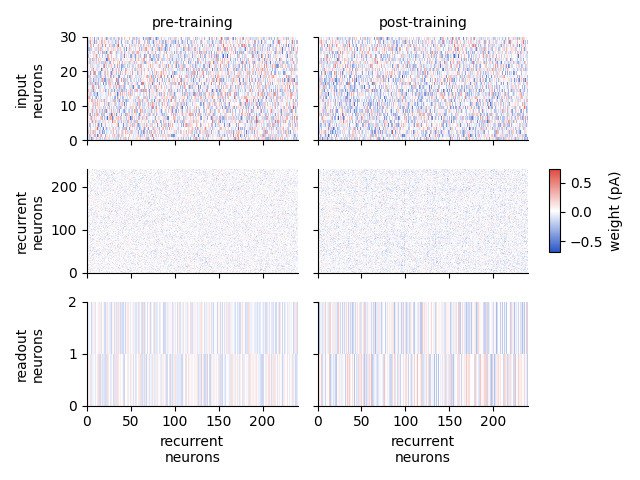 pre-training
post-training
30
20
10
0
input
neurons
200
100
0
recurrent
neurons
0.5
0.0
−0.5
weight (pA)
2
1
0
readout
neurons
0 50 100 150 200
0 50 100 150 200
recurrent
neurons
recurrent
neurons